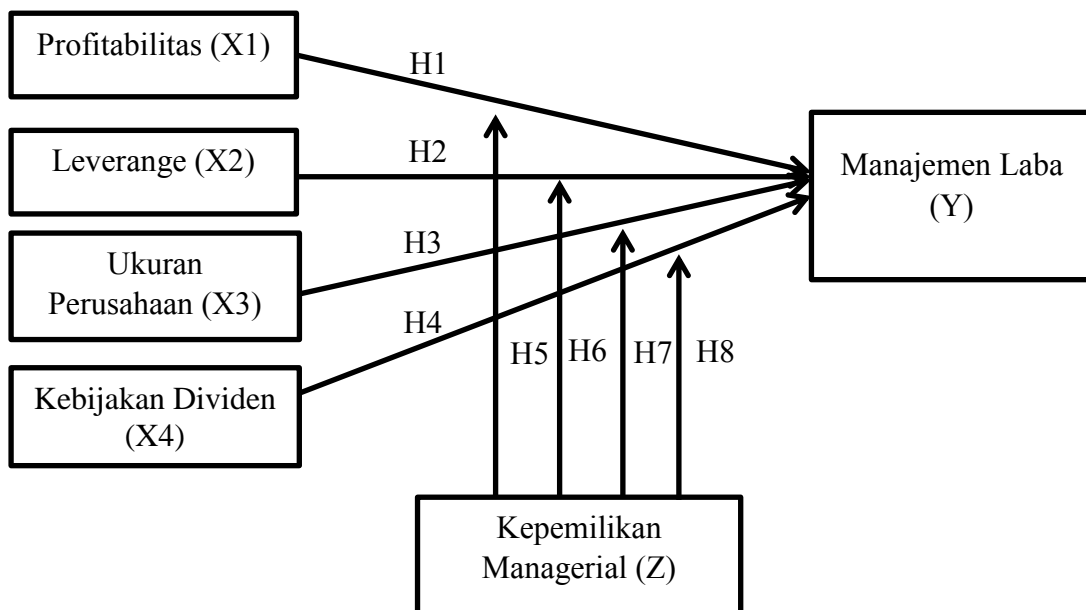 Profitabilitas (X1)
H1
Leverange (X2)
H2
Manajemen Laba
(Y)
Ukuran
Perusahaan (X3)
H3
H4
Kebijakan Dividen
(X4)
H5
H6
H7
H8
Kepemilikan
Managerial (Z)